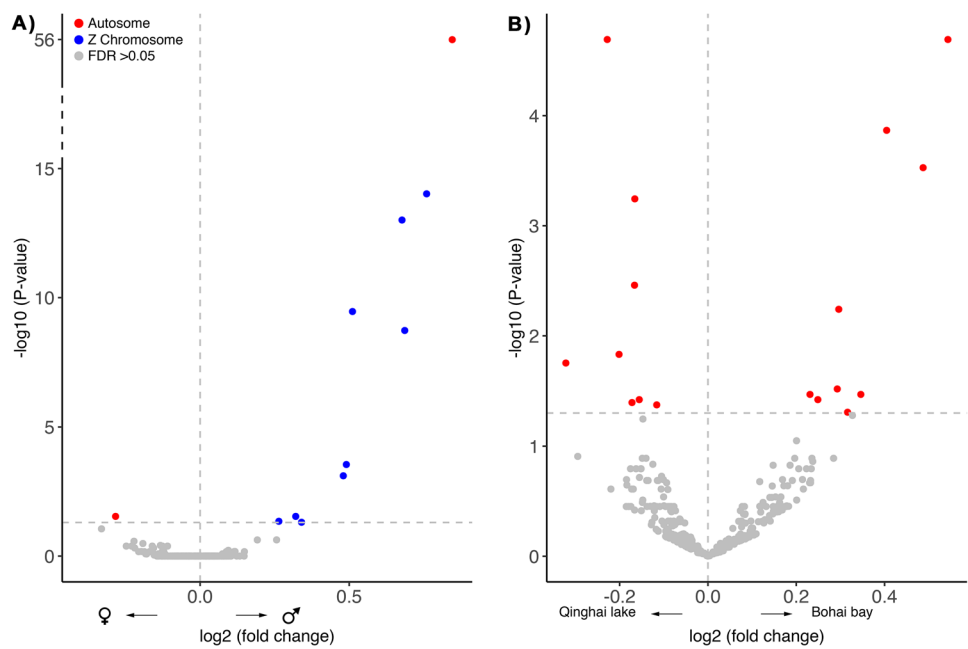 A)
Autosome
Z Chromosome
FDR >0.05
56
15
10
5
0
-log10 (P-value)
0.0
0.5
♀
♂
log2 (fold change)
B)
4
3
2
1
0
-log10 (P-value)
-0.2
0.0
0.2
0.4
Qinghai lake
Bohai bay
log2 (fold change)